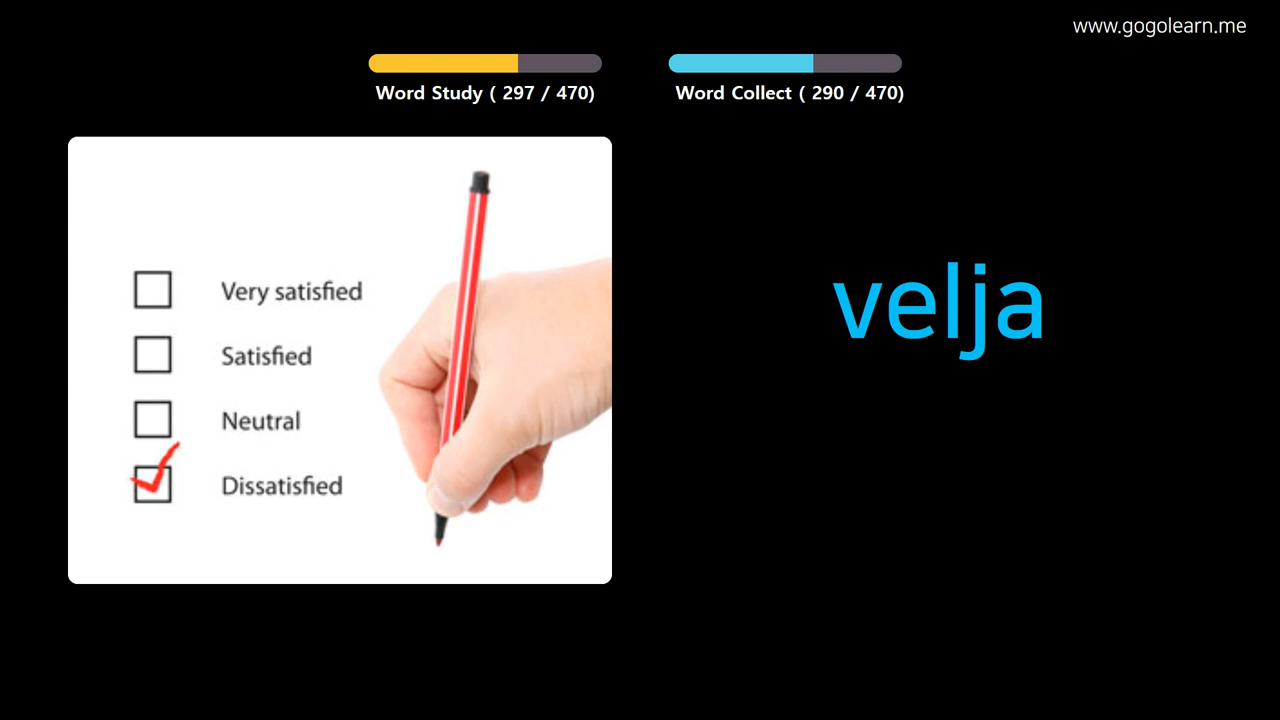 www.gogolearn.me
Word Study ( 297 / 470)
Word Collect ( 290 / 470)
Very satisfied
Satisfied
Neutral
Dissatisfied
velja